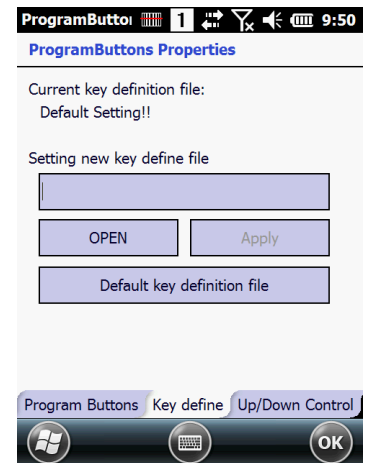 ProgramButtor 1 9:50
ProgramButtons Properties
Current key definition file:
Default Setting!!
Setting new key define file
OPEN Apply
Default key definition file
Program Buttons Key define Up/Down Control
OK